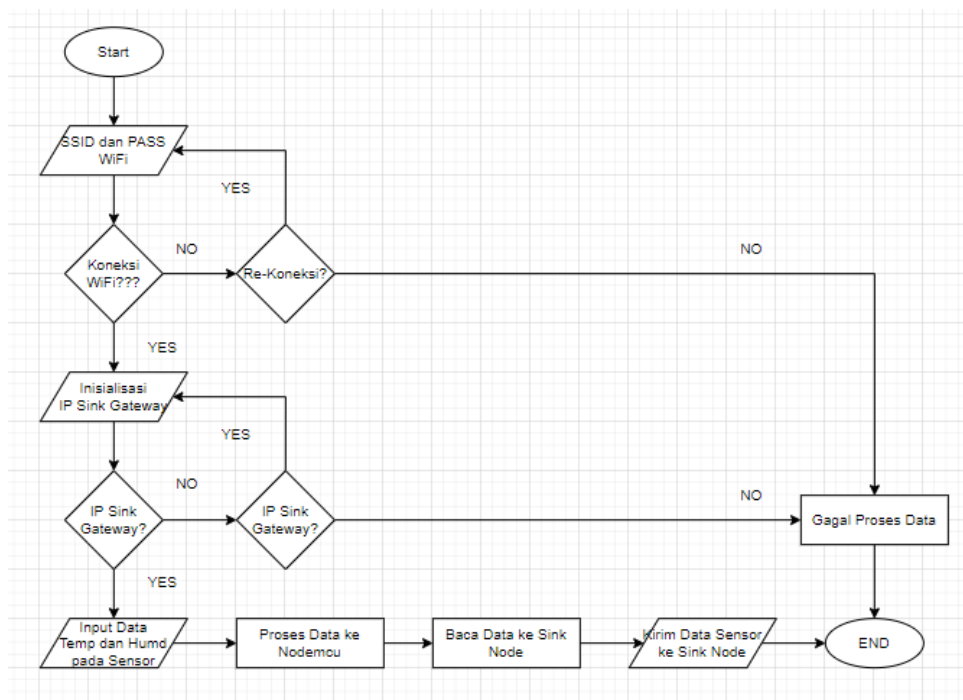 Start
SSID dan PASS
WiFi
YES
Koneksi
WiFi???
NO
Re-Koneksi?
NO
YES
Inisialisasi
IP Sink Gateway
YES
IP Sink
Gateway?
NO
IP Sink
Gateway?
NO
Gagal Proses Data
YES
Input Data
Temp dan Humd
pada Sensor
Proses Data ke
Nodemcu
Baca Data ke Sink
Node
Kirim Data Sensor
ke Sink Node
END